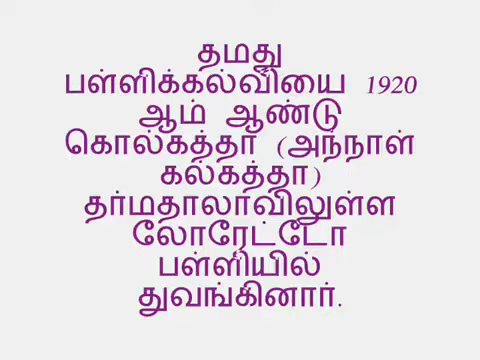 தமது
பள்ளிக்கல்வியை 1920
ஆம் ஆண்டு
கொல்கத்தா (அந்நாள்
கல்கத்தா)
தர்மதாலாவிலுள்ள
லோரேட்டோ
பள்ளியில்
துவங்கினார்.